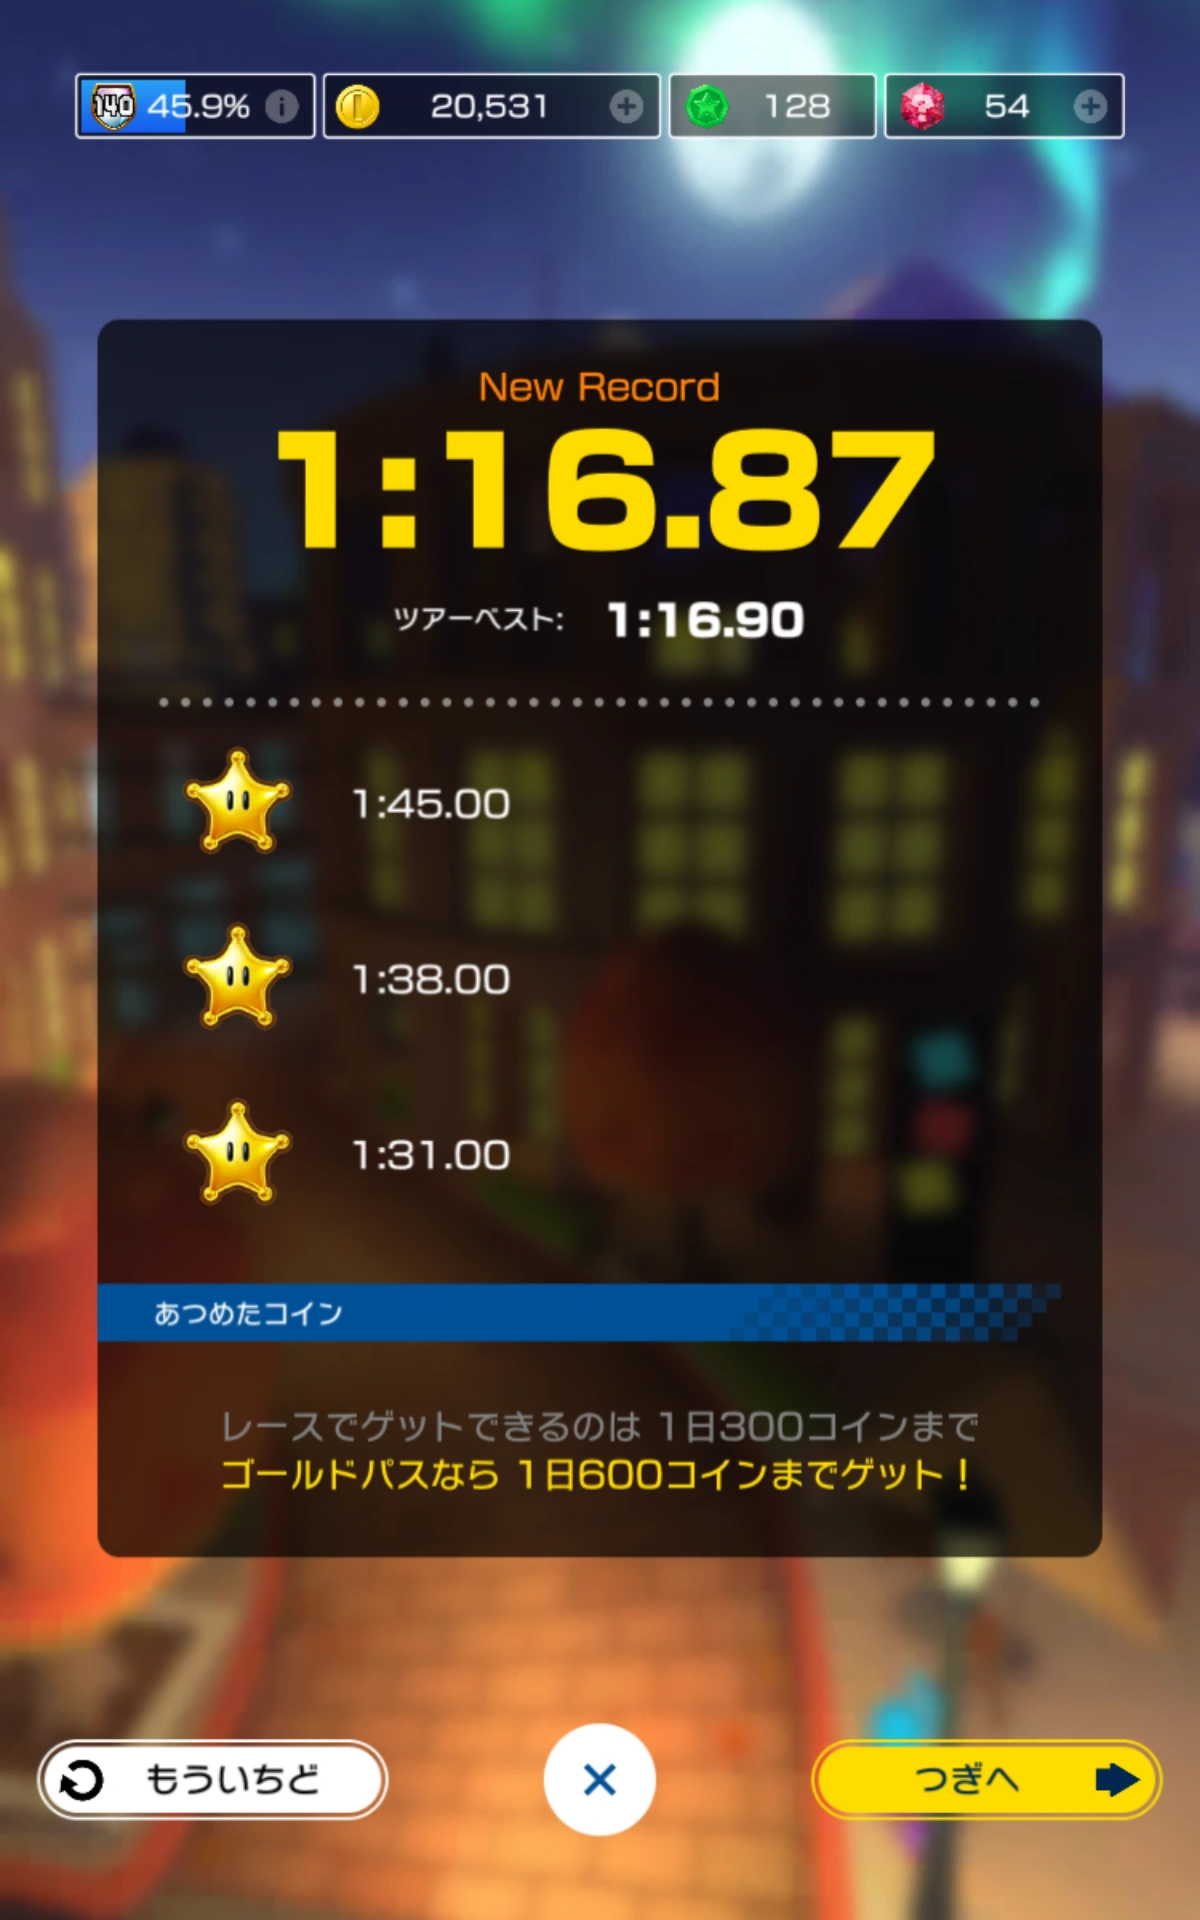 140 45.9% 20,531 128 54
New Record
1:16.87
ツアーベスト: 1:16.90
1:45.00
1:38.00
1:31.00
あつめたコイン
レースでゲットできるのは 1日300コインまで
ゴールドパスなら 1日600コインまでゲット！
もういちど つぎへ